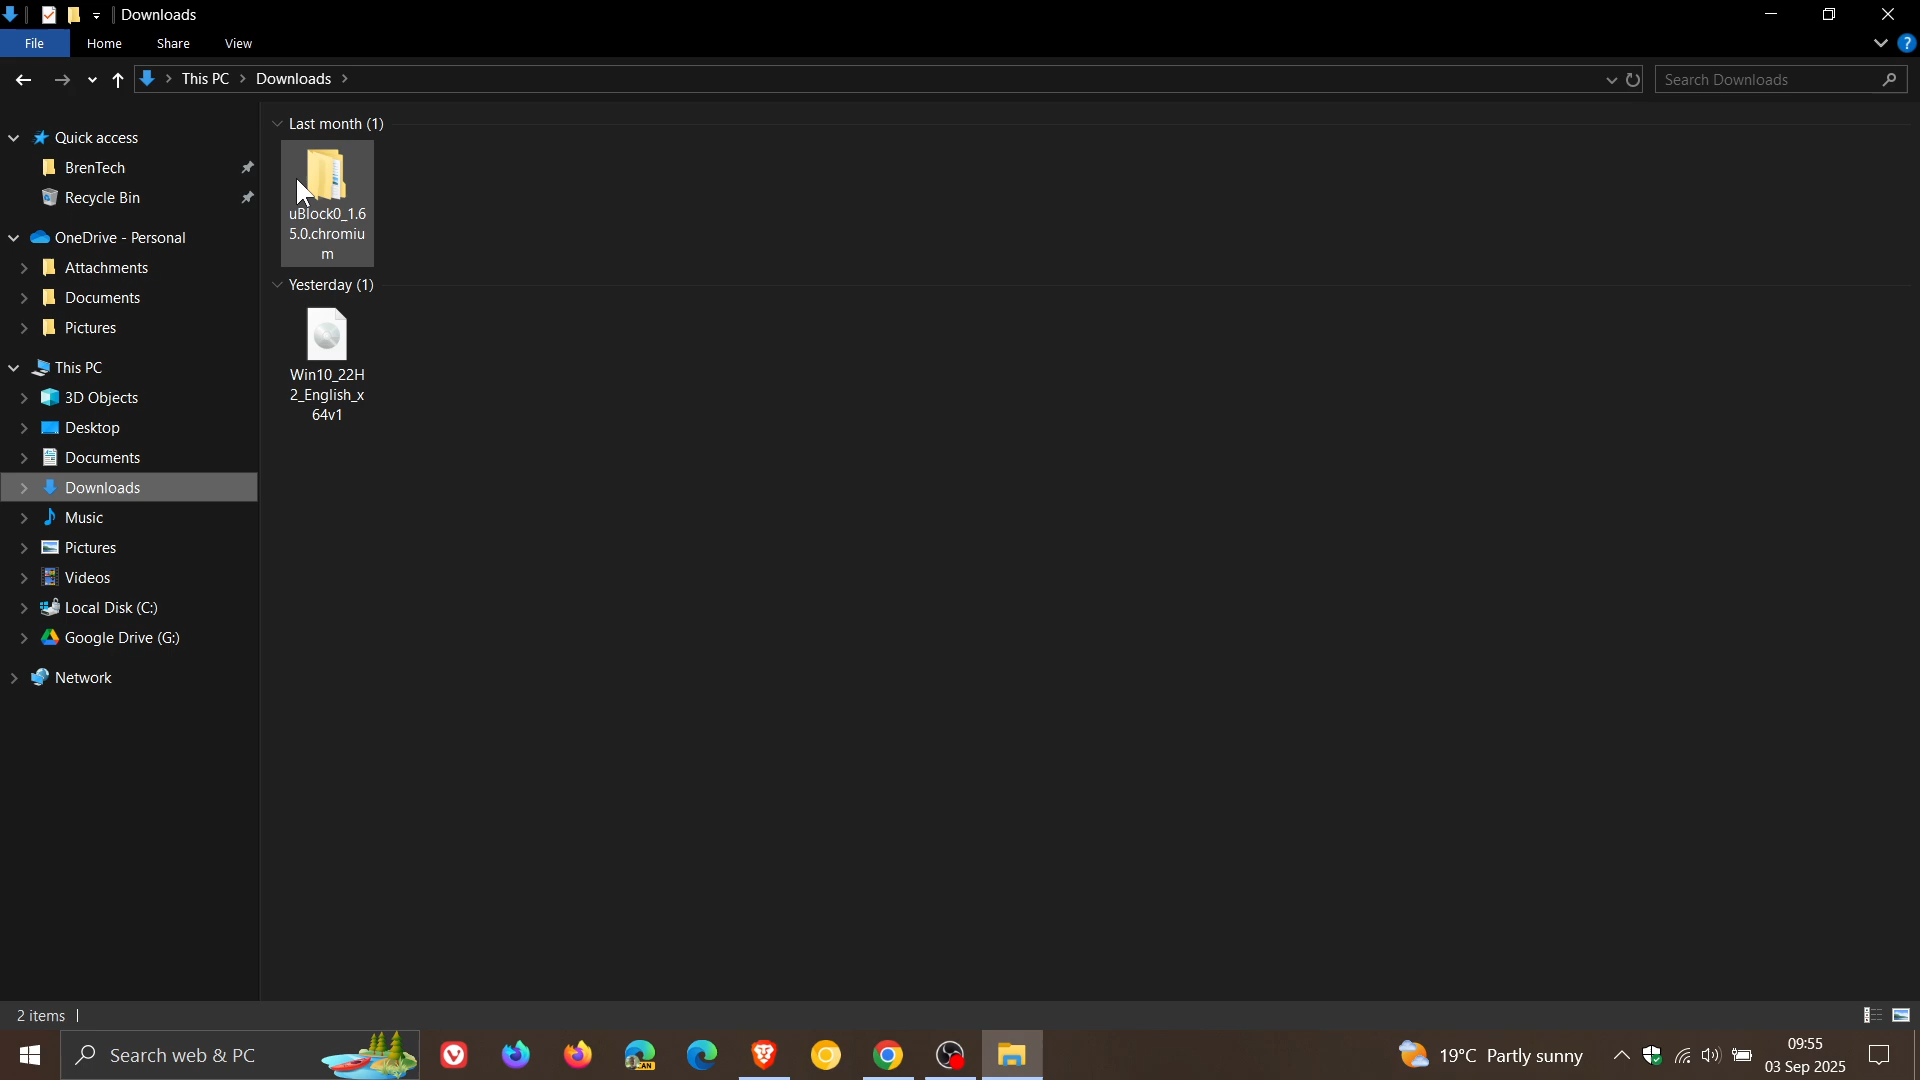 Downloads
File
Home
Share
View
This PC
Downloads
Search Downloads
Quick access
BrenTech
Recycle Bin
OneDrive - Personal
Attachments
Documents
Pictures
This PC
3D Objects
Desktop
Documents
Downloads
Music
Pictures
Videos
Local Disk (C:)
Google Drive (G:)
Network
Last month (1)
uBlock0_1.6
5.0.chromiu
m
Yesterday (1)
Win10_22H
2_English_x
64v1
2 items
Search web & PC
CAN
19°C Partly sunny
09:55
03 Sep 2025